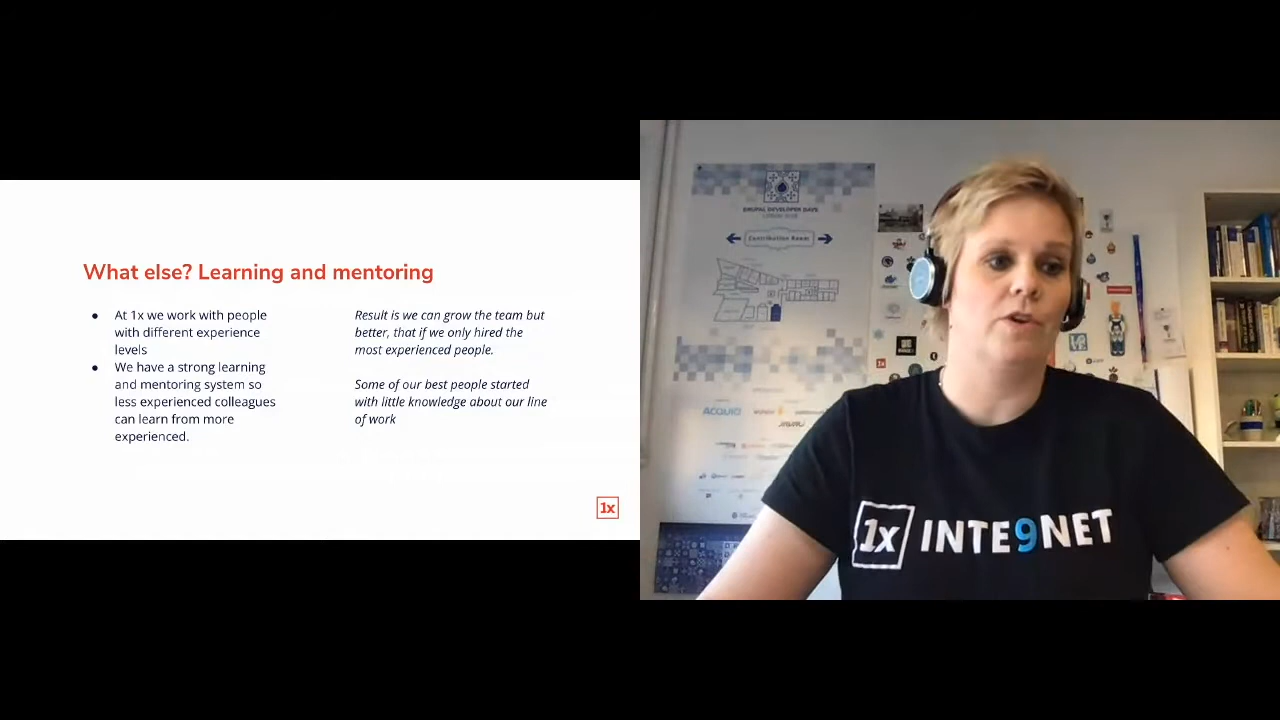 What else? Learning and mentoring
● At 1x we work with people
with different experience
levels
● We have a strong learning
and mentoring system so
less experienced colleagues
can learn from more
experienced.
Result is we can grow the team but
better, that if we only hired the
most experienced people.
Some of our best people started
with little knowledge about our line
of work
1x
DRUPAL DEVELOPER DAYS
Contribution Room
ACQUIA
1x INTE9NET